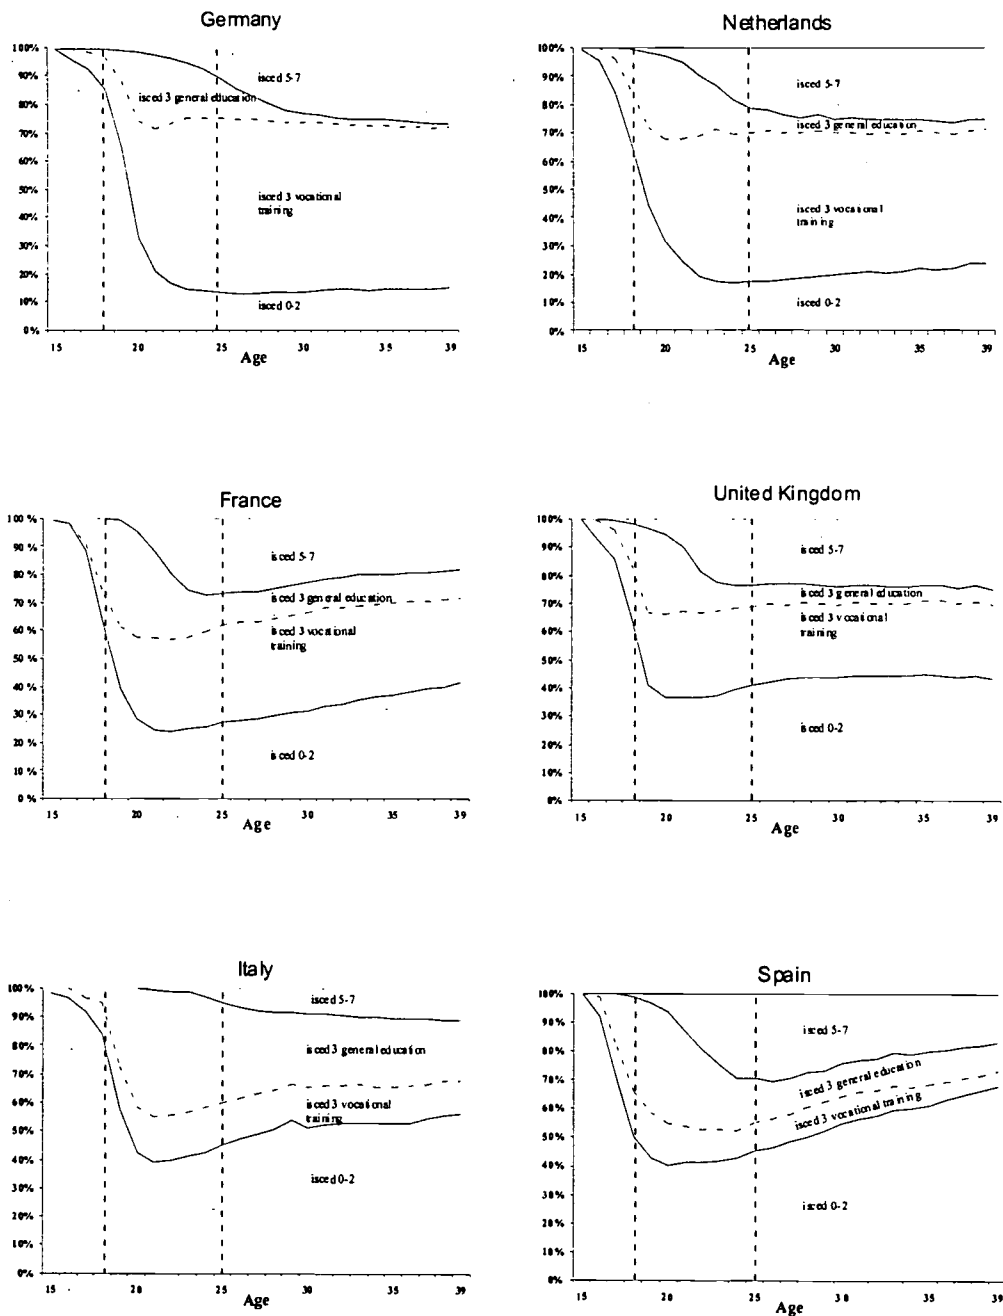 Germany
100%
90%
80%
70%
60%
50%
40%
30%
20%
10%
0%
isced 5-7
isced 3 general education
isced 3 vocational
training
isced 0-2
15 20 25 30 35 39
Age
Netherlands
100%
90%
80%
70%
60%
50%
40%
30%
20%
10%
0%
isced 5-7
isced 3 general education
isced 3 vocational
training
isced 0-2
15 20 25 30 35 39
Age
France
100 %
90 %
80 %
70 %
60 %
50 %
40 %
30 %
20 %
10 %
0 %
isced 5-7
isced 3 general education
isced 3 vocational
training
isced 0-2
15 20 25 30 35 39
Age
United Kingdom
100%
90%
80%
70%
60%
50%
40%
30%
20%
10%
0%
isced 5-7
isced 3 general education
isced 3 vocational
training
isced 0-2
15 20 25 30 35 39
Age
Italy
100%
90%
80%
70%
60%
50%
40%
30%
20%
10%
0%
isced 5-7
isced 3 general education
isced 3 vocational
training
isced 0-2
15 20 25 30 35 39
Age
Spain
100%
90%
80%
70%
60%
50%
40%
30%
20%
10%
0%
isced 5-7
isced 3 general education
isced 3 vocational training
isced 0-2
15 20 25 30 35 39
Age